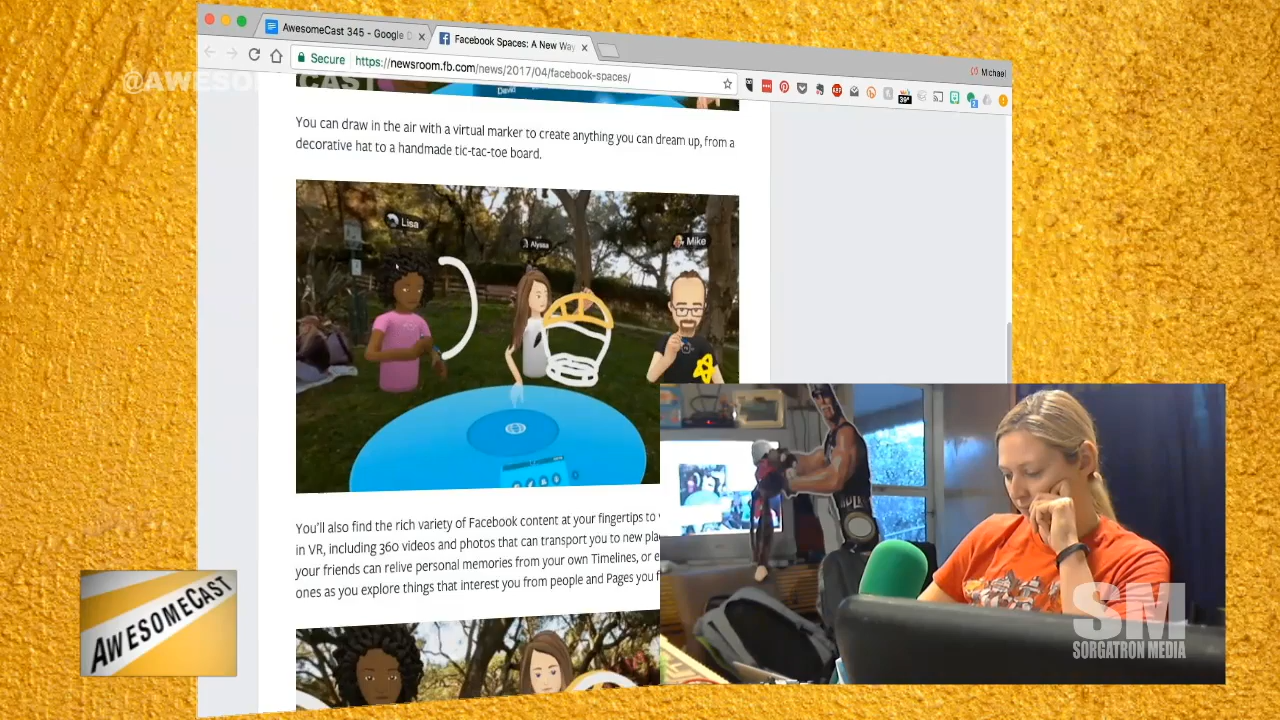 AwesomeCast 345 - Google D
Facebook Spaces: A New Way
Michael
Secure
https://newsroom.fb.com/news/2017/04/facebook-spaces/
39°
David
You can draw in the air with a virtual marker to create anything you can dream up, from a
decorative hat to a handmade tic-tac-toe board.
Lisa
Alyssa
Mike
You'll also find the rich variety of Facebook content at your fingertips to
in VR, including 360 videos and photos that can transport you to new pla
your friends can relive personal memories from your own Timelines, or e
ones as you explore things that interest you from people and Pages you f
AWESOMECAST
SM
SORGATRON MEDIA